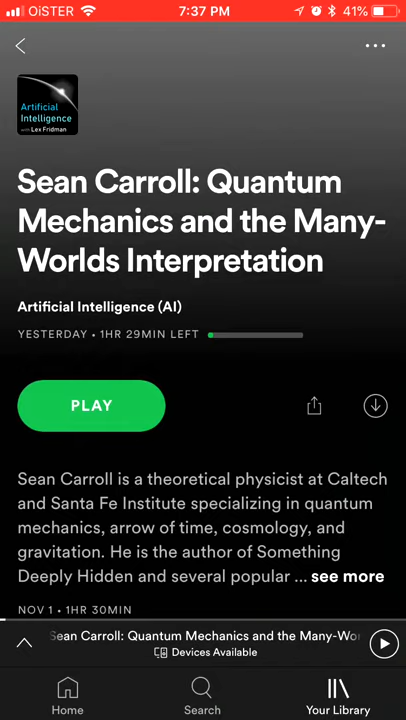 OiSTER 7:37 PM 41%
Artificial
Intelligence
with Lex Fridman
Sean Carroll: Quantum
Mechanics and the Many-
Worlds Interpretation
Artificial Intelligence (AI)
YESTERDAY • 1HR 29MIN LEFT
PLAY
Sean Carroll is a theoretical physicist at Caltech
and Santa Fe Institute specializing in quantum
mechanics, arrow of time, cosmology, and
gravitation. He is the author of Something
Deeply Hidden and several popular ... see more
NOV 1 • 1HR 30MIN
Sean Carroll: Quantum Mechanics and the Many-Wor
Devices Available
Home Search Your Library